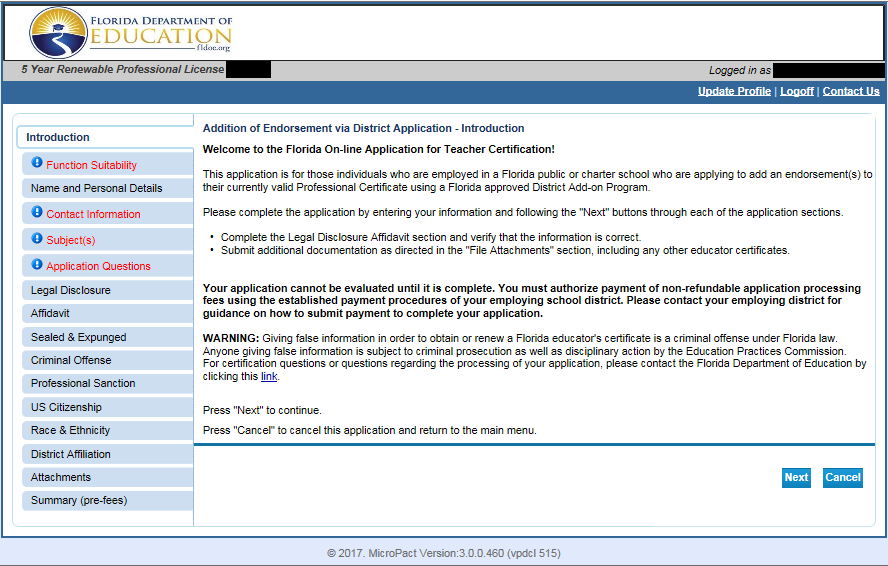 FLORIDA DEPARTMENT OF
EDUCATION
fldoe.org
5 Year Renewable Professional License
Logged in as
Update Profile | Logoff | Contact Us
Introduction
Function Suitability
Name and Personal Details
Contact Information
Subject(s)
Application Questions
Legal Disclosure
Affidavit
Sealed & Expunged
Criminal Offense
Professional Sanction
US Citizenship
Race & Ethnicity
District Affiliation
Attachments
Summary (pre-fees)
Addition of Endorsement via District Application - Introduction
Welcome to the Florida On-line Application for Teacher Certification!
This application is for those individuals who are employed in a Florida public or charter school who are applying to add an endorsement(s) to
their currently valid Professional Certificate using a Florida approved District Add-on Program.
Please complete the application by entering your information and following the "Next" buttons through each of the application sections.
• Complete the Legal Disclosure Affidavit section and verify that the information is correct.
• Submit additional documentation as directed in the "File Attachments" section, including any other educator certificates.
Your application cannot be evaluated until it is complete. You must authorize payment of non-refundable application processing
fees using the established payment procedures of your employing school district. Please contact your employing district for
guidance on how to submit payment to complete your application.
WARNING: Giving false information in order to obtain or renew a Florida educator's certificate is a criminal offense under Florida law.
Anyone giving false information is subject to criminal prosecution as well as disciplinary action by the Education Practices Commission.
For certification questions or questions regarding the processing of your application, please contact the Florida Department of Education by
clicking this link.
Press "Next" to continue.
Press "Cancel" to cancel this application and return to the main menu.
Next
Cancel
© 2017. MicroPact Version:3.0.0.460 (vpdcl 515)